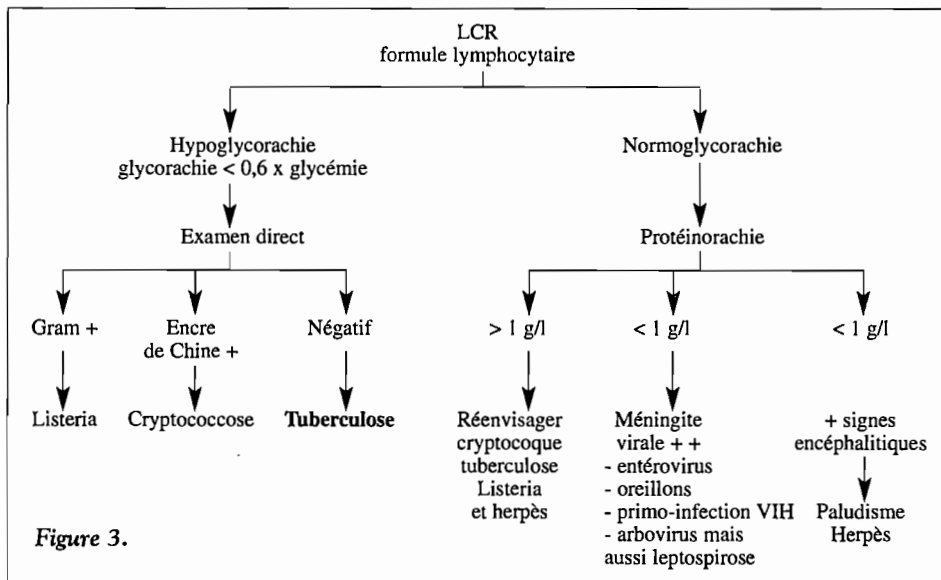 LCR
formule lymphocytaire
Hypoglycorachie
glycorachie < 0,6 x glycémie
Normoglycorachie
Examen direct
Protéinorachie
Gram +
Encre
de Chine +
Négatif
> 1 g/l
< 1 g/l
< 1 g/l
Listeria
Cryptococcose
Tuberculose
Réenvisager
cryptocoque
tuberculose
Listeria
et herpès
Méningite
virale + +
- entérovirus
- oreillons
- primo-infection VIH
- arbovirus mais
aussi leptospirose
+ signes
encéphalitiques
Paludisme
Herpès
Figure 3.